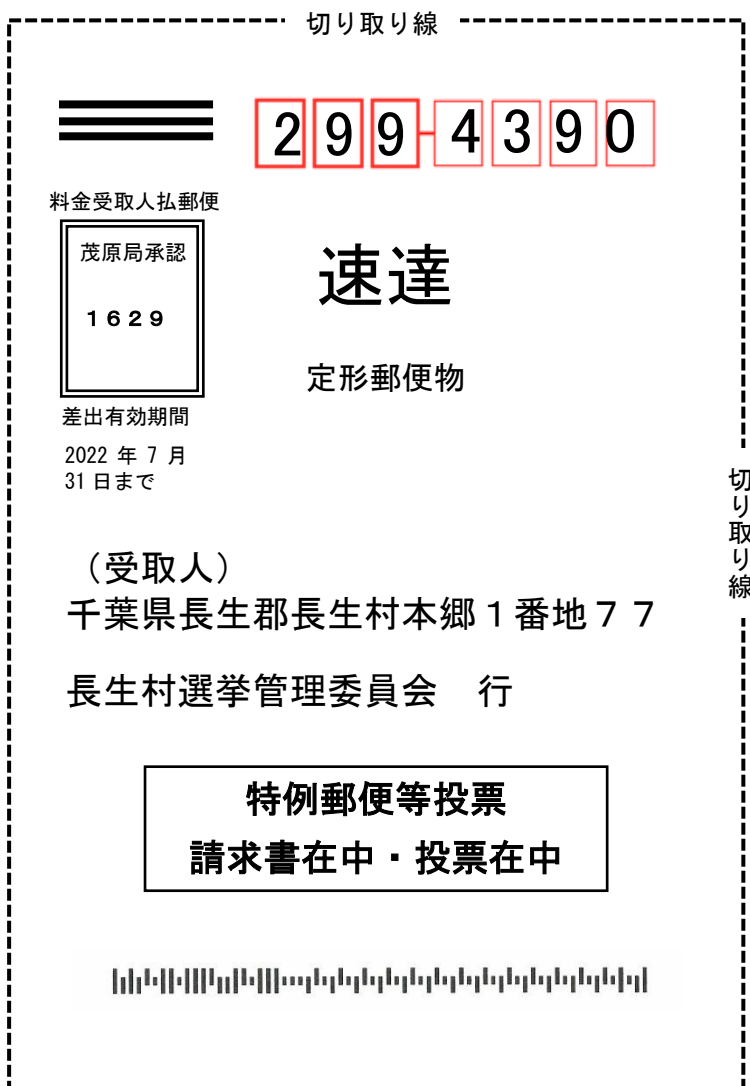 切り取り線
299-4390
料金受取人払郵便
茂原局承認
1629
速達
定形郵便物
差出有効期間
2022 年 7 月
31 日まで
切り取り線
（受取人）
千葉県長生郡長生村本郷１番地７７
長生村選挙管理委員会　行
特例郵便等投票
請求書在中・投票在中